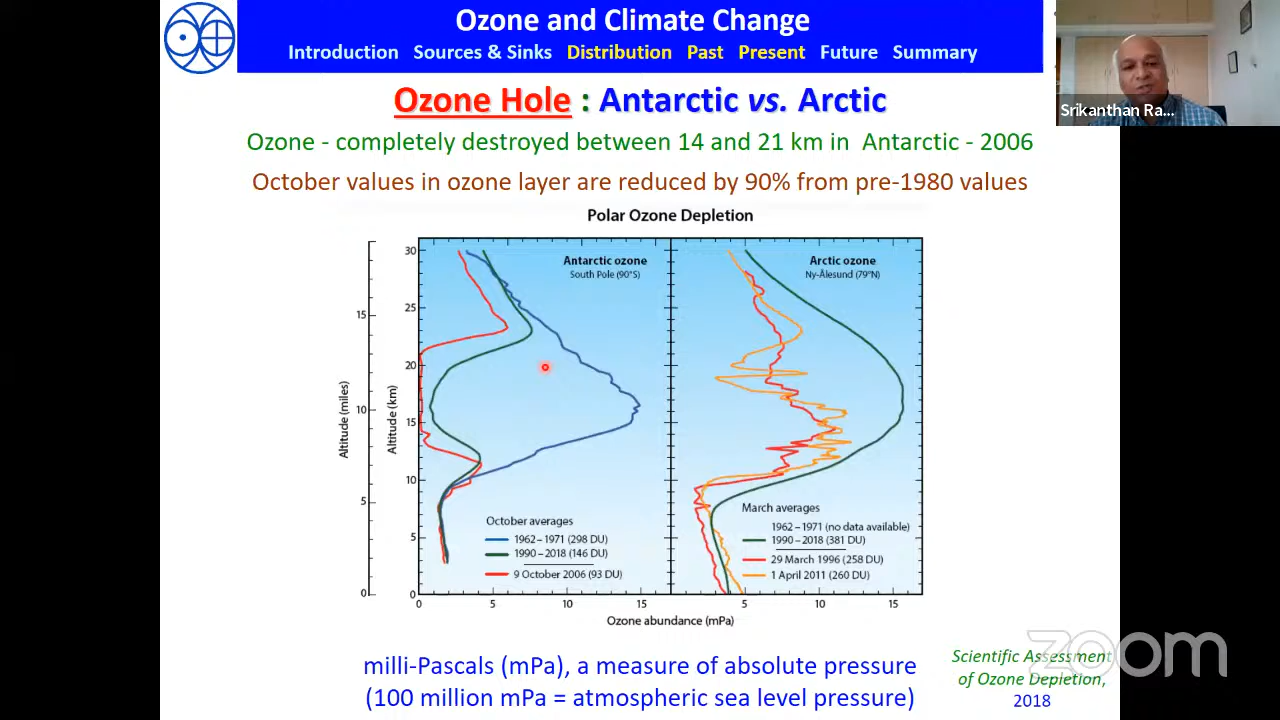 Ozone and Climate Change
Introduction Sources & Sinks Distribution Past Present Future Summary
Srikanthan Ra...
Ozone Hole : Antarctic vs. Arctic
Ozone - completely destroyed between 14 and 21 km in Antarctic - 2006
October values in ozone layer are reduced by 90% from pre-1980 values
Polar Ozone Depletion
Altitude (miles)
15
10
5
0
Altitude (km)
30
25
20
15
10
5
0
Antarctic ozone
South Pole (90°S)
October averages
1962–1971 (298 DU)
1990–2018 (146 DU)
9 October 2006 (93 DU)
Arctic ozone
Ny-Ålesund (79°N)
March averages
1962–1971 (no data available)
1990–2018 (381 DU)
29 March 1996 (258 DU)
1 April 2011 (260 DU)
0 5 10 15 5 10 15
Ozone abundance (mPa)
milli-Pascals (mPa), a measure of absolute pressure
(100 million mPa = atmospheric sea level pressure)
Scientific Assessment
of Ozone Depletion,
2018
zoom